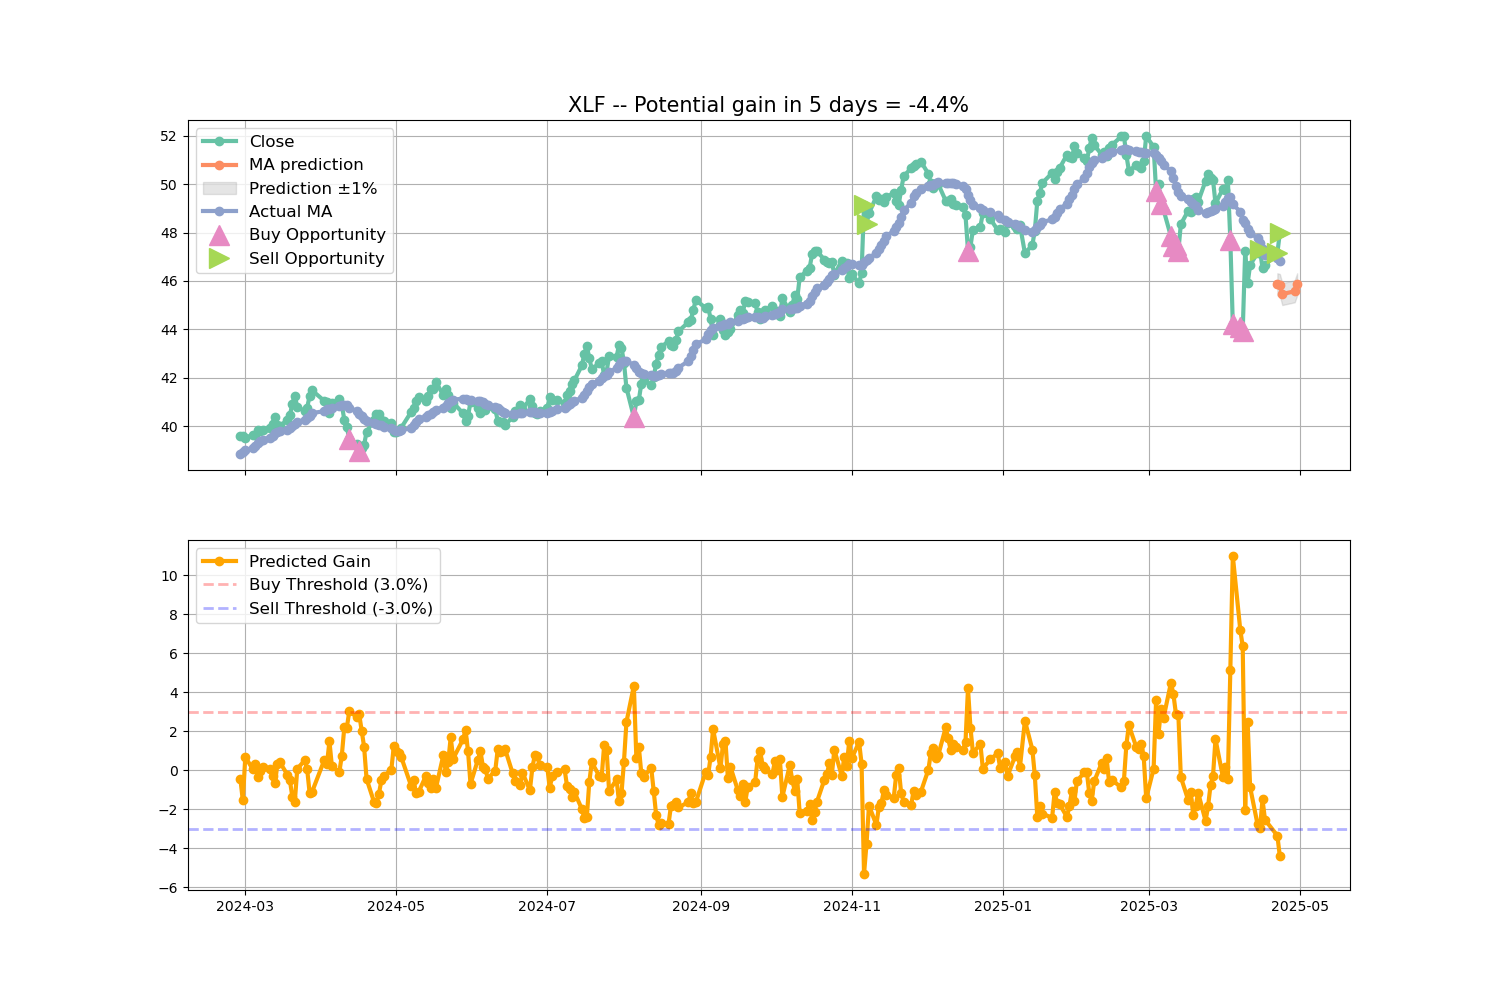 XLF -- Potential gain in 5 days = -4.4%
52
50
48
46
44
42
40
Close
MA prediction
Prediction ±1%
Actual MA
Buy Opportunity
Sell Opportunity
10
8
6
4
2
0
−2
−4
−6
Predicted Gain
Buy Threshold (3.0%)
Sell Threshold (-3.0%)
2024-03
2024-05
2024-07
2024-09
2024-11
2025-01
2025-03
2025-05